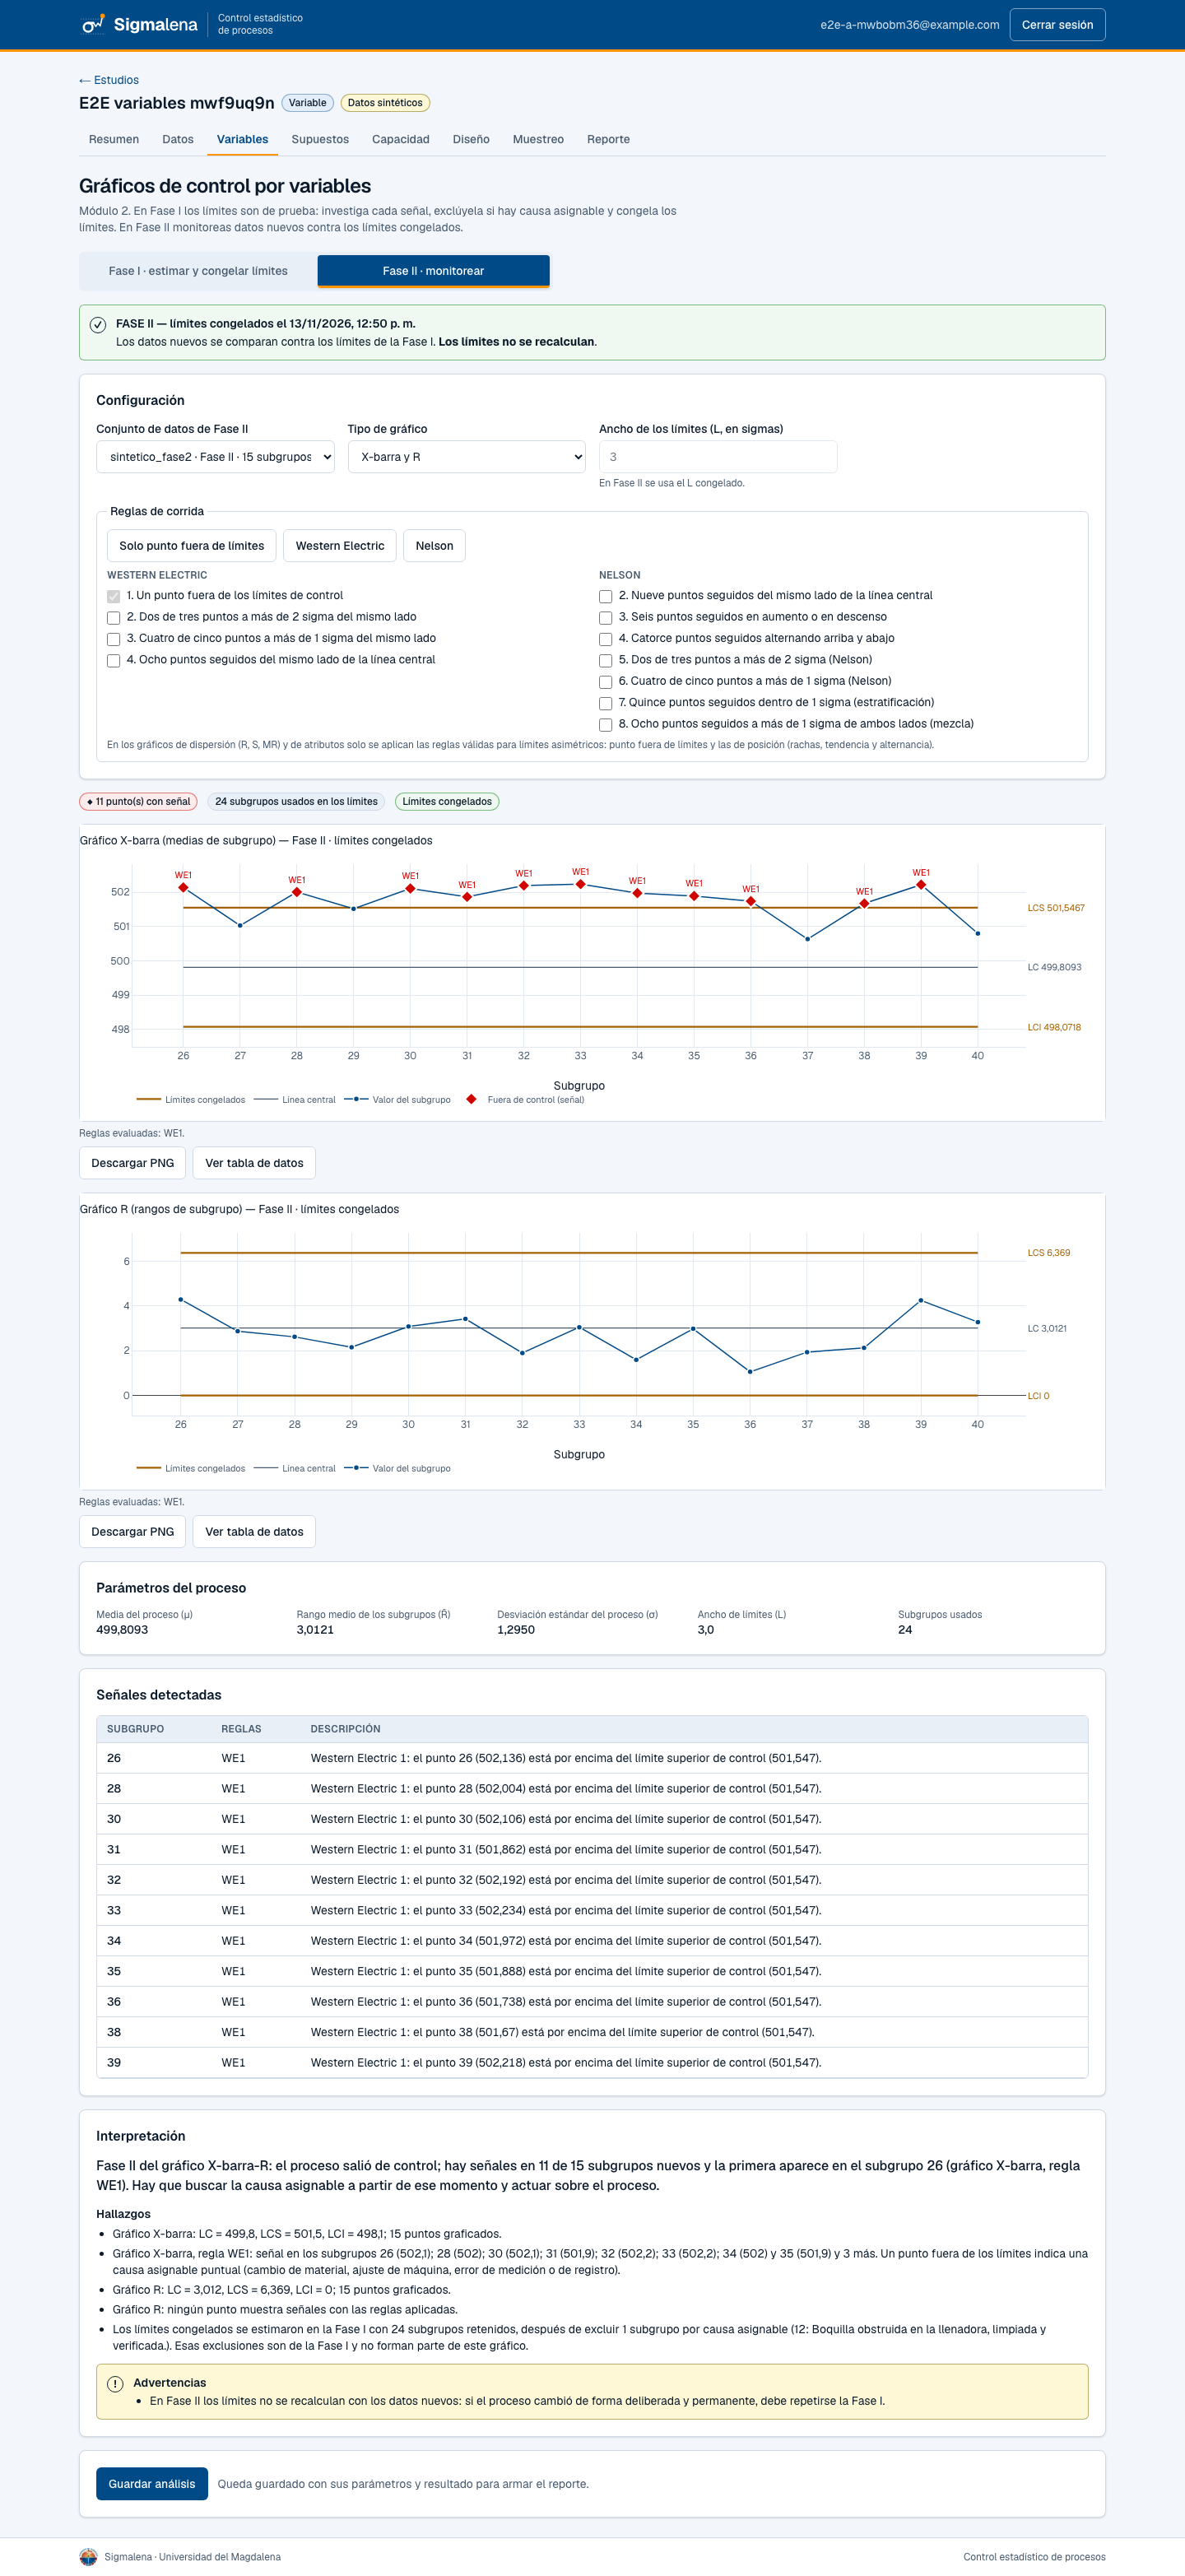 Sigmalena
Control estadístico
de procesos
e2e-a-mwbobm36@example.com
Cerrar sesión
← Estudios
E2E variables mwf9uq9n
Variable
Datos sintéticos
Resumen
Datos
Variables
Supuestos
Capacidad
Diseño
Muestreo
Reporte
Gráficos de control por variables
Módulo 2. En Fase I los límites son de prueba: investiga cada señal, exclúyela si hay causa asignable y congela los
límites. En Fase II monitoreas datos nuevos contra los límites congelados.
Fase I · estimar y congelar límites
Fase II · monitorear
FASE II — límites congelados el 13/11/2026, 12:50 p. m.
Los datos nuevos se comparan contra los límites de la Fase I. Los límites no se recalculan.
Configuración
Conjunto de datos de Fase II
Tipo de gráfico
Ancho de los límites (L, en sigmas)
sintetico_fase2 · Fase II · 15 subgrupos
X-barra y R
3
En Fase II se usa el L congelado.
Reglas de corrida
Solo punto fuera de límites
Western Electric
Nelson
WESTERN ELECTRIC
1. Un punto fuera de los límites de control
2. Dos de tres puntos a más de 2 sigma del mismo lado
3. Cuatro de cinco puntos a más de 1 sigma del mismo lado
4. Ocho puntos seguidos del mismo lado de la línea central
NELSON
2. Nueve puntos seguidos del mismo lado de la línea central
3. Seis puntos seguidos en aumento o en descenso
4. Catorce puntos seguidos alternando arriba y abajo
5. Dos de tres puntos a más de 2 sigma (Nelson)
6. Cuatro de cinco puntos a más de 1 sigma (Nelson)
7. Quince puntos seguidos dentro de 1 sigma (estratificación)
8. Ocho puntos seguidos a más de 1 sigma de ambos lados (mezcla)
En los gráficos de dispersión (R, S, MR) y de atributos solo se aplican las reglas válidas para límites asimétricos: punto fuera de límites y las de posición (rachas, tendencia y alternancia).
◆ 11 punto(s) con señal
24 subgrupos usados en los límites
Límites congelados
Gráfico X-barra (medias de subgrupo) — Fase II · límites congelados
WE1 WE1 WE1 WE1 WE1 WE1 WE1 WE1 WE1 WE1 WE1
502
501
500
499
498
LCS 501,5467
LC 499,8093
LCI 498,0718
26 27 28 29 30 31 32 33 34 35 36 37 38 39 40
Subgrupo
Límites congelados
Línea central
Valor del subgrupo
Fuera de control (señal)
Reglas evaluadas: WE1.
Descargar PNG
Ver tabla de datos
Gráfico R (rangos de subgrupo) — Fase II · límites congelados
6
4
2
0
LCS 6,369
LC 3,0121
LCI 0
26 27 28 29 30 31 32 33 34 35 36 37 38 39 40
Subgrupo
Límites congelados
Línea central
Valor del subgrupo
Reglas evaluadas: WE1.
Descargar PNG
Ver tabla de datos
Parámetros del proceso
Media del proceso (μ)
499,8093
Rango medio de los subgrupos (R̄)
3,0121
Desviación estándar del proceso (σ)
1,2950
Ancho de límites (L)
3,0
Subgrupos usados
24
Señales detectadas
SUBGRUPO REGLAS DESCRIPCIÓN
26 WE1 Western Electric 1: el punto 26 (502,136) está por encima del límite superior de control (501,547).
28 WE1 Western Electric 1: el punto 28 (502,004) está por encima del límite superior de control (501,547).
30 WE1 Western Electric 1: el punto 30 (502,106) está por encima del límite superior de control (501,547).
31 WE1 Western Electric 1: el punto 31 (501,862) está por encima del límite superior de control (501,547).
32 WE1 Western Electric 1: el punto 32 (502,192) está por encima del límite superior de control (501,547).
33 WE1 Western Electric 1: el punto 33 (502,234) está por encima del límite superior de control (501,547).
34 WE1 Western Electric 1: el punto 34 (501,972) está por encima del límite superior de control (501,547).
35 WE1 Western Electric 1: el punto 35 (501,888) está por encima del límite superior de control (501,547).
36 WE1 Western Electric 1: el punto 36 (501,738) está por encima del límite superior de control (501,547).
38 WE1 Western Electric 1: el punto 38 (501,67) está por encima del límite superior de control (501,547).
39 WE1 Western Electric 1: el punto 39 (502,218) está por encima del límite superior de control (501,547).
Interpretación
Fase II del gráfico X-barra-R: el proceso salió de control; hay señales en 11 de 15 subgrupos nuevos y la primera aparece en el subgrupo 26 (gráfico X-barra, regla
WE1). Hay que buscar la causa asignable a partir de ese momento y actuar sobre el proceso.
Hallazgos
• Gráfico X-barra: LC = 499,8, LCS = 501,5, LCI = 498,1; 15 puntos graficados.
• Gráfico X-barra, regla WE1: señal en los subgrupos 26 (502,1); 28 (502); 30 (502,1); 31 (501,9); 32 (502,2); 33 (502,2); 34 (502) y 35 (501,9) y 3 más. Un punto fuera de los límites indica una
causa asignable puntual (cambio de material, ajuste de máquina, error de medición o de registro).
• Gráfico R: LC = 3,012, LCS = 6,369, LCI = 0; 15 puntos graficados.
• Gráfico R: ningún punto muestra señales con las reglas aplicadas.
• Los límites congelados se estimaron en la Fase I con 24 subgrupos retenidos, después de excluir 1 subgrupo por causa asignable (12: Boquilla obstruida en la llenadora, limpiada y
verificada.). Esas exclusiones son de la Fase I y no forman parte de este gráfico.
Advertencias
• En Fase II los límites no se recalculan con los datos nuevos: si el proceso cambió de forma deliberada y permanente, debe repetirse la Fase I.
Guardar análisis
Queda guardado con sus parámetros y resultado para armar el reporte.
Sigmalena · Universidad del Magdalena
Control estadístico de procesos